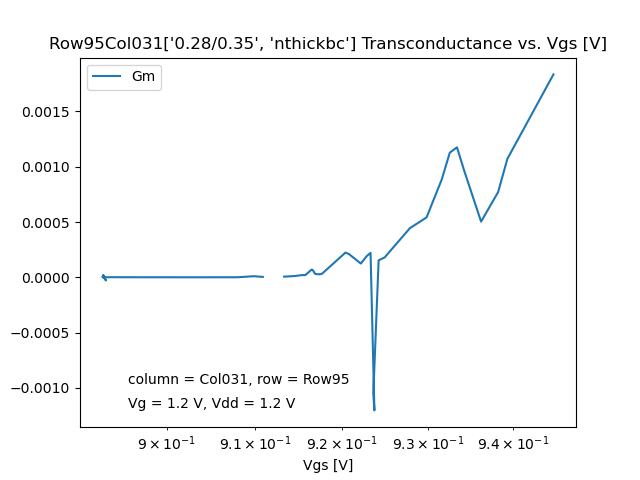 Row95Col031['0.28/0.35', 'nthickbc'] Transconductance vs. Vgs [V]
Gm
0.0015
0.0010
0.0005
0.0000
−0.0005
−0.0010
column = Col031, row = Row95
Vg = 1.2 V, Vdd = 1.2 V
9 × 10⁻¹ 9.1 × 10⁻¹ 9.2 × 10⁻¹ 9.3 × 10⁻¹ 9.4 × 10⁻¹
Vgs [V]